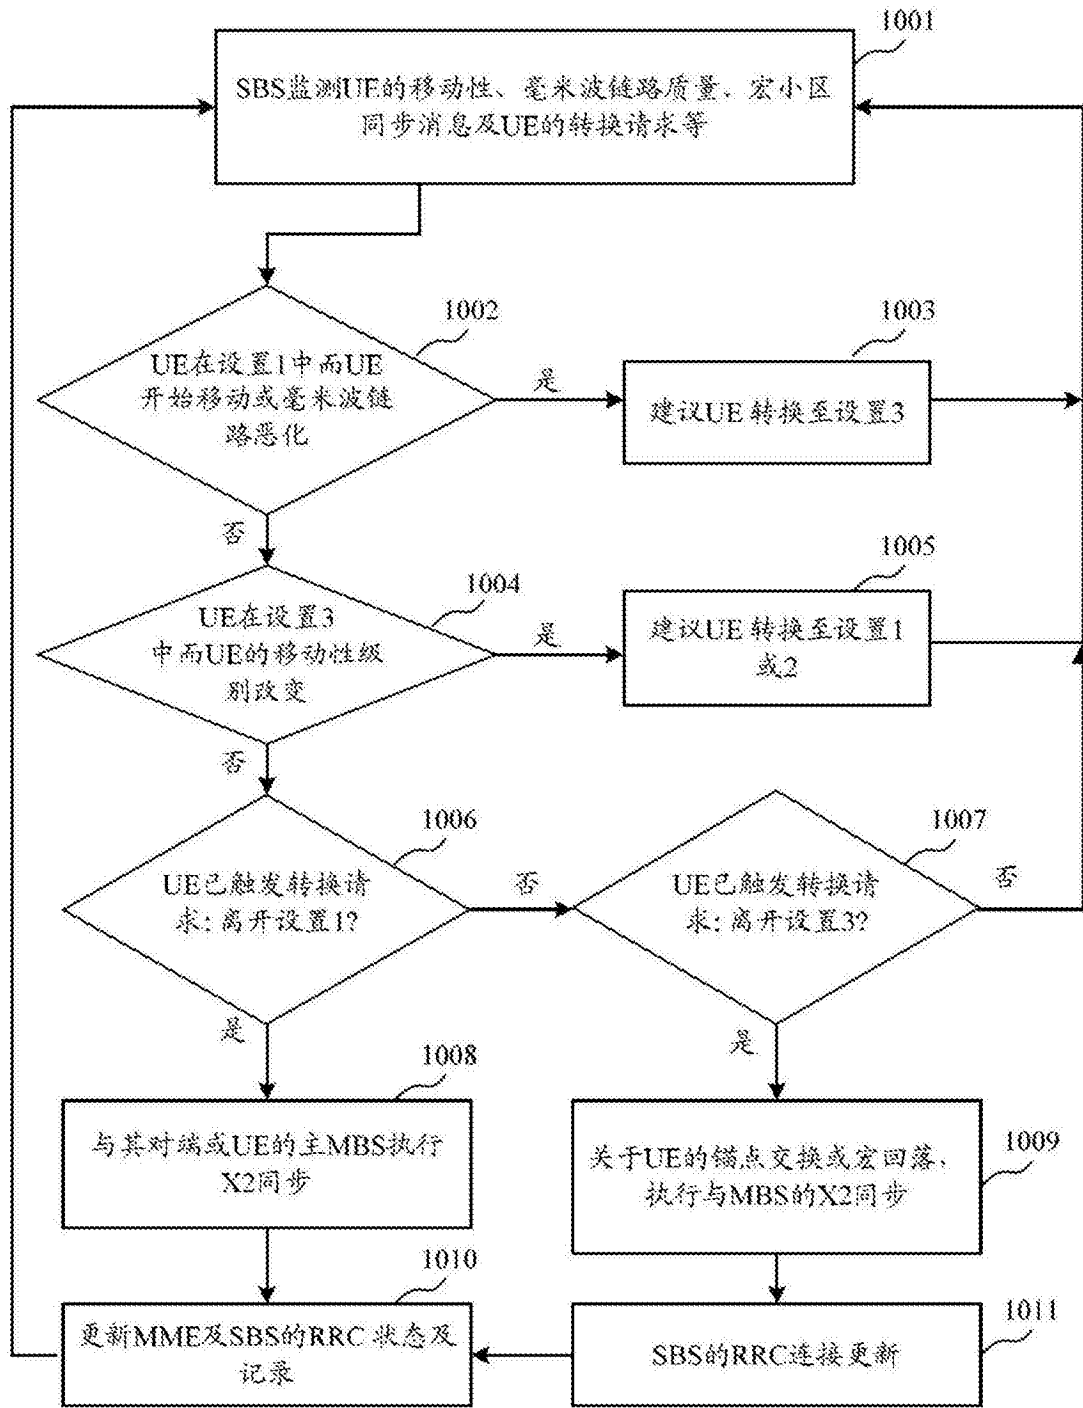 1001
SBS监测UE的移动性、毫米波链路质量、宏小区
同步消息及UE的转换请求等
1002
UE在设置1中而UE
开始移动或毫米波链
路恶化
是
1003
建议UE 转换至设置3
否
1004
UE在设置3
中而UE的移动性级
别改变
是
1005
建议UE 转换至设置1
或2
否
1006
UE已触发转换请
求: 离开设置1?
否
1007
UE已触发转换请
求: 离开设置3?
否
是
是
1008
与其对端或UE的主MBS执行
X2同步
1009
关于UE的锚点交换或宏回落、
执行与MBS的X2同步
1010
更新MME及SBS的RRC 状态及
记录
1011
SBS的RRC连接更新